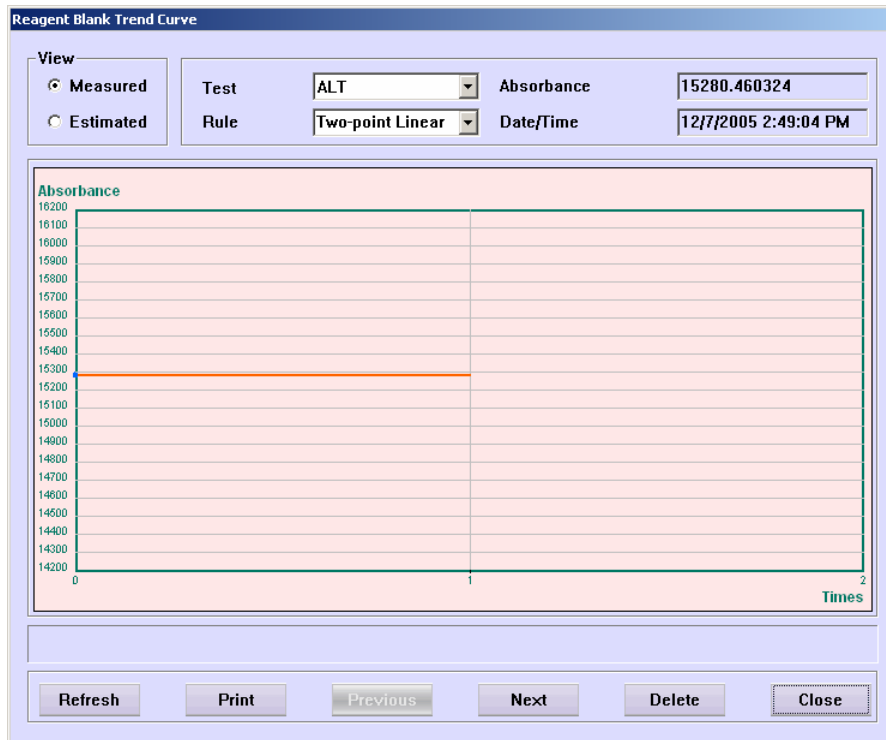 Reagent Blank Trend Curve
View
Measured
Estimated
Test
ALT
Absorbance
15280.460324
Rule
Two-point Linear
Date/Time
12/7/2005 2:49:04 PM
Absorbance
16200
16100
16000
15900
15800
15700
15600
15500
15400
15300
15200
15100
15000
14900
14800
14700
14600
14500
14400
14300
14200
0 1 2
Times
Refresh Print Previous Next Delete Close